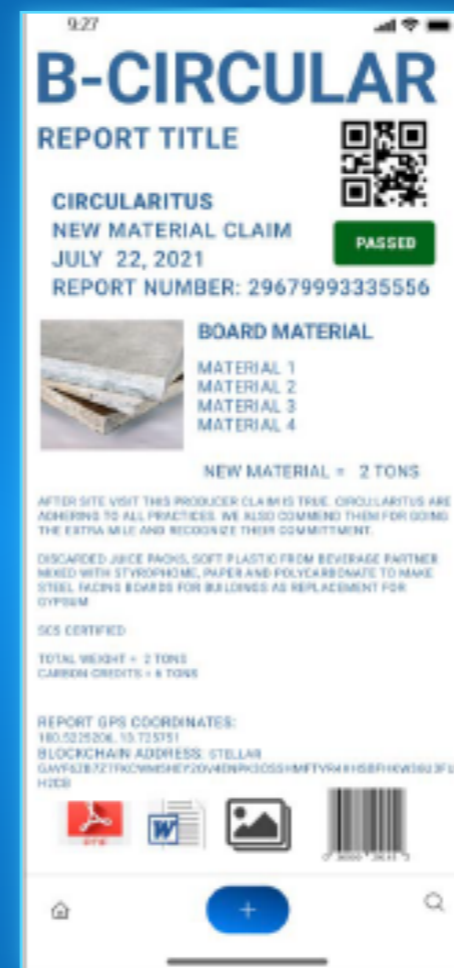 9:27
B-CIRCULAR
REPORT TITLE
CIRCULARITUS
NEW MATERIAL CLAIM
PASSED
JULY 22, 2021
REPORT NUMBER: 29679993335556
BOARD MATERIAL
MATERIAL 1
MATERIAL 2
MATERIAL 3
MATERIAL 4
NEW MATERIAL = 2 TONS
AFTER SITE VISIT THIS PRODUCER CLAIM IS TRUE. CIRCULARITUS ARE
ADHERING TO ALL PRACTICES. WE ALSO COMMEND THEM FOR GOING
THE EXTRA MILE AND RECOGNIZE THEIR COMMITTMENT.
DISCARDED JUICE PACKS, SOFT PLASTIC FROM BEVERAGE PARTNER
MIXED WITH STYROPHOME, PAPER AND POLYCARBONATE TO MAKE
STEEL FACING BOARDS FOR BUILDINGS AS REPLACEMENT FOR
GYPSUM
SCS CERTIFIED
TOTAL WEIGHT = 2 TONS
CARBON CREDITS = 6 TONS
REPORT GPS COORDINATES:
BLOCKCHAIN ADDRESS: STELLAR
W
+